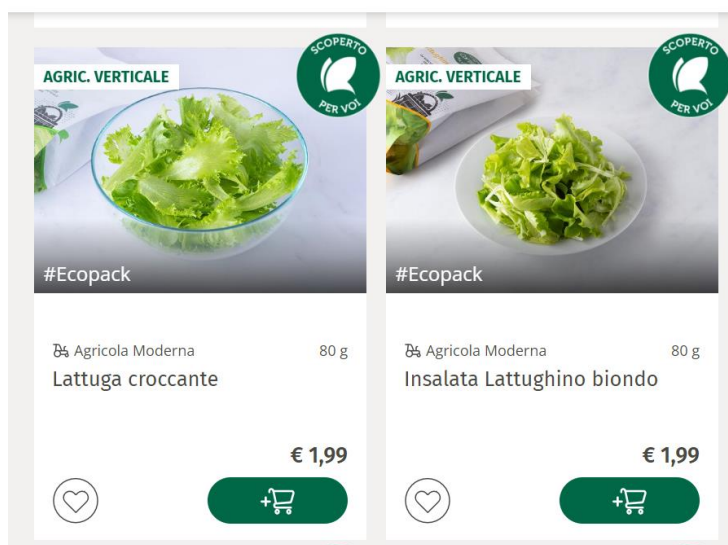 AGRIC. VERTICALE
SCOPERTO
PER VOI
#Ecopack
Agricola Moderna 80 g
Lattuga croccante
€ 1,99
AGRIC. VERTICALE
SCOPERTO
PER VOI
#Ecopack
Agricola Moderna 80 g
Insalata Lattughino biondo
€ 1,99